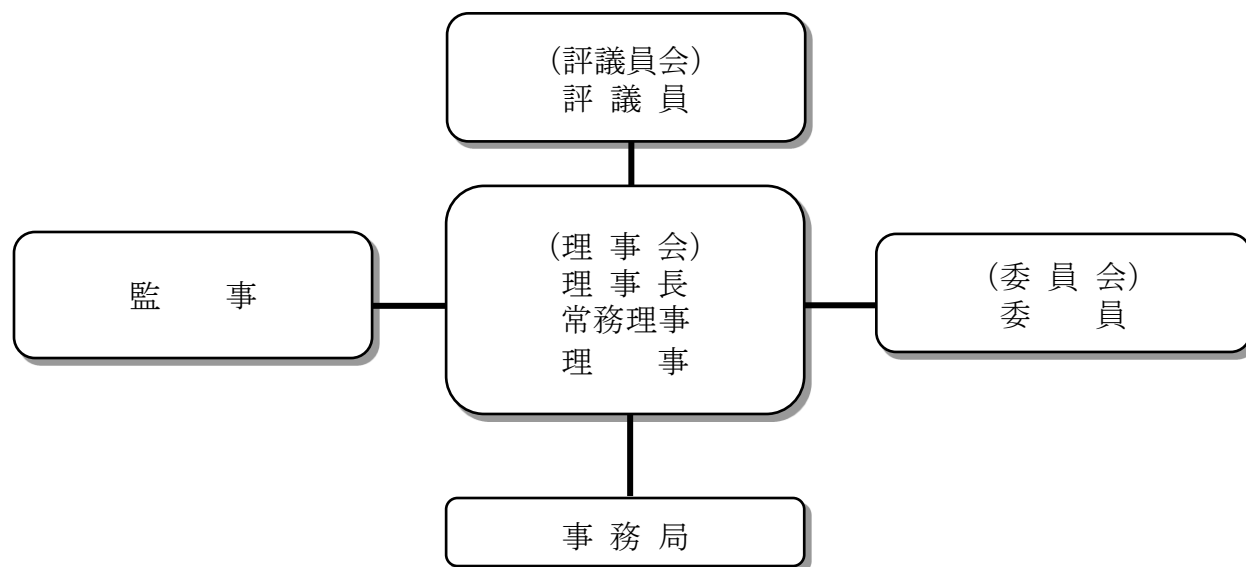 (評議員会)
評 議 員
(理 事 会)
理 事 長
常務理事
理　　事
監　　事
(委 員 会)
委　　員
事 務 局